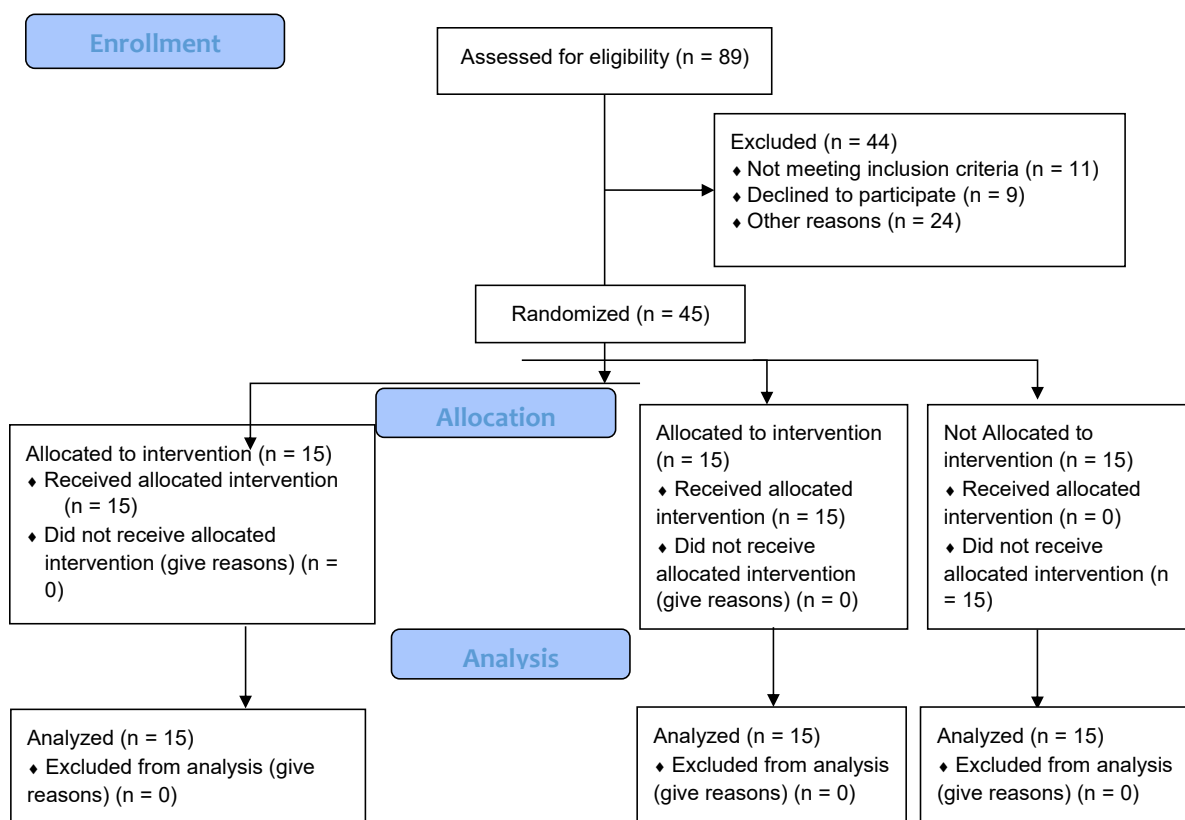 Enrollment
Assessed for eligibility (n = 89)
Excluded (n = 44)
♦ Not meeting inclusion criteria (n = 11)
♦ Declined to participate (n = 9)
♦ Other reasons (n = 24)
Randomized (n = 45)
Allocation
Allocated to intervention (n = 15)
♦ Received allocated intervention
(n = 15)
♦ Did not receive allocated
intervention (give reasons) (n =
0)
Allocated to intervention
(n = 15)
♦ Received allocated
intervention (n = 15)
♦ Did not receive
allocated intervention
(give reasons) (n = 0)
Not Allocated to
intervention (n = 15)
♦ Received allocated
intervention (n = 0)
♦ Did not receive
allocated intervention (n
= 15)
Analysis
Analyzed (n = 15)
♦ Excluded from analysis (give
reasons) (n = 0)
Analyzed (n = 15)
♦ Excluded from analysis
(give reasons) (n = 0)
Analyzed (n = 15)
♦ Excluded from analysis
(give reasons) (n = 0)